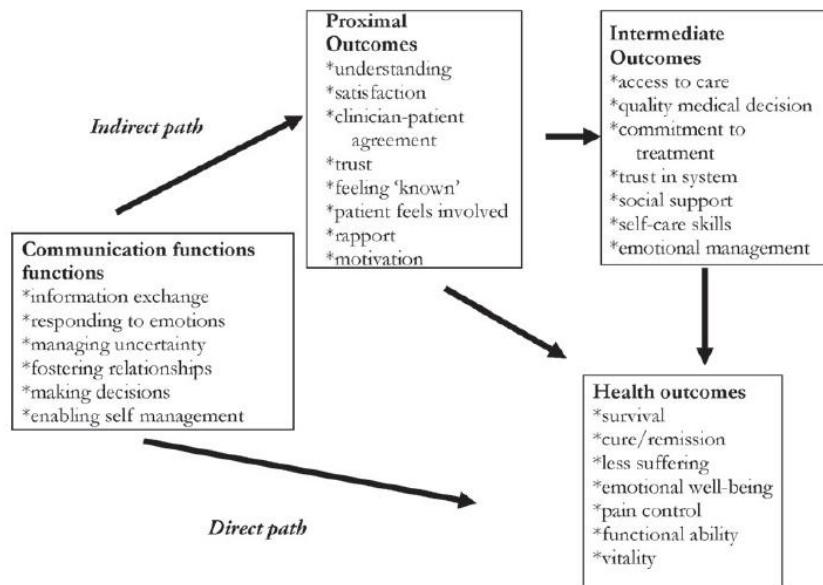 Proximal
Outcomes
*understanding
*satisfaction
*clinician-patient
agreement
*trust
*feeling ‘known’
*patient feels involved
*rapport
*motivation
Intermediate
Outcomes
*access to care
*quality medical decision
*commitment to
treatment
*trust in system
*social support
*self-care skills
*emotional management
Indirect path
Communication functions
functions
*information exchange
*responding to emotions
*managing uncertainty
*fostering relationships
*making decisions
*enabling self management
Health outcomes
*survival
*cure/remission
*less suffering
*emotional well-being
*pain control
*functional ability
*vitality
Direct path